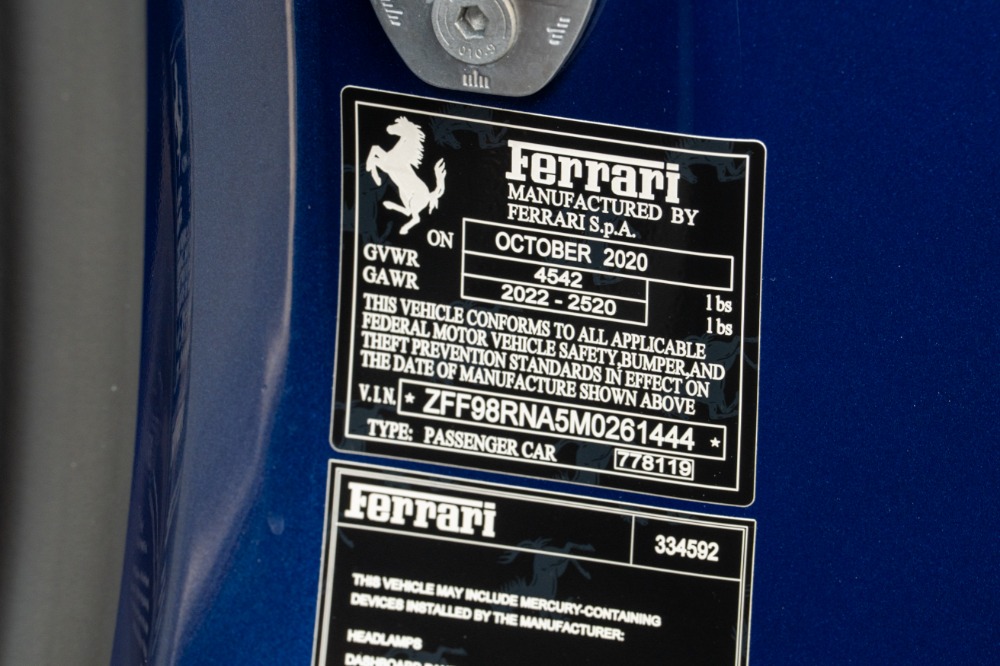 Ferrari
MANUFACTURED BY
FERRARI S.p.A.
ON OCTOBER 2020
GVWR 4542 lbs
GAWR 2022 - 2520 lbs
THIS VEHICLE CONFORMS TO ALL APPLICABLE
FEDERAL MOTOR VEHICLE SAFETY,BUMPER,AND
THEFT PREVENTION STANDARDS IN EFFECT ON
THE DATE OF MANUFACTURE SHOWN ABOVE
V.I.N. * ZFF98RNA5M0261444 *
TYPE: PASSENGER CAR 778119
Ferrari 334592
THIS VEHICLE MAY INCLUDE MERCURY-CONTAINING
DEVICES INSTALLED BY THE MANUFACTURER:
HEADLAMPS